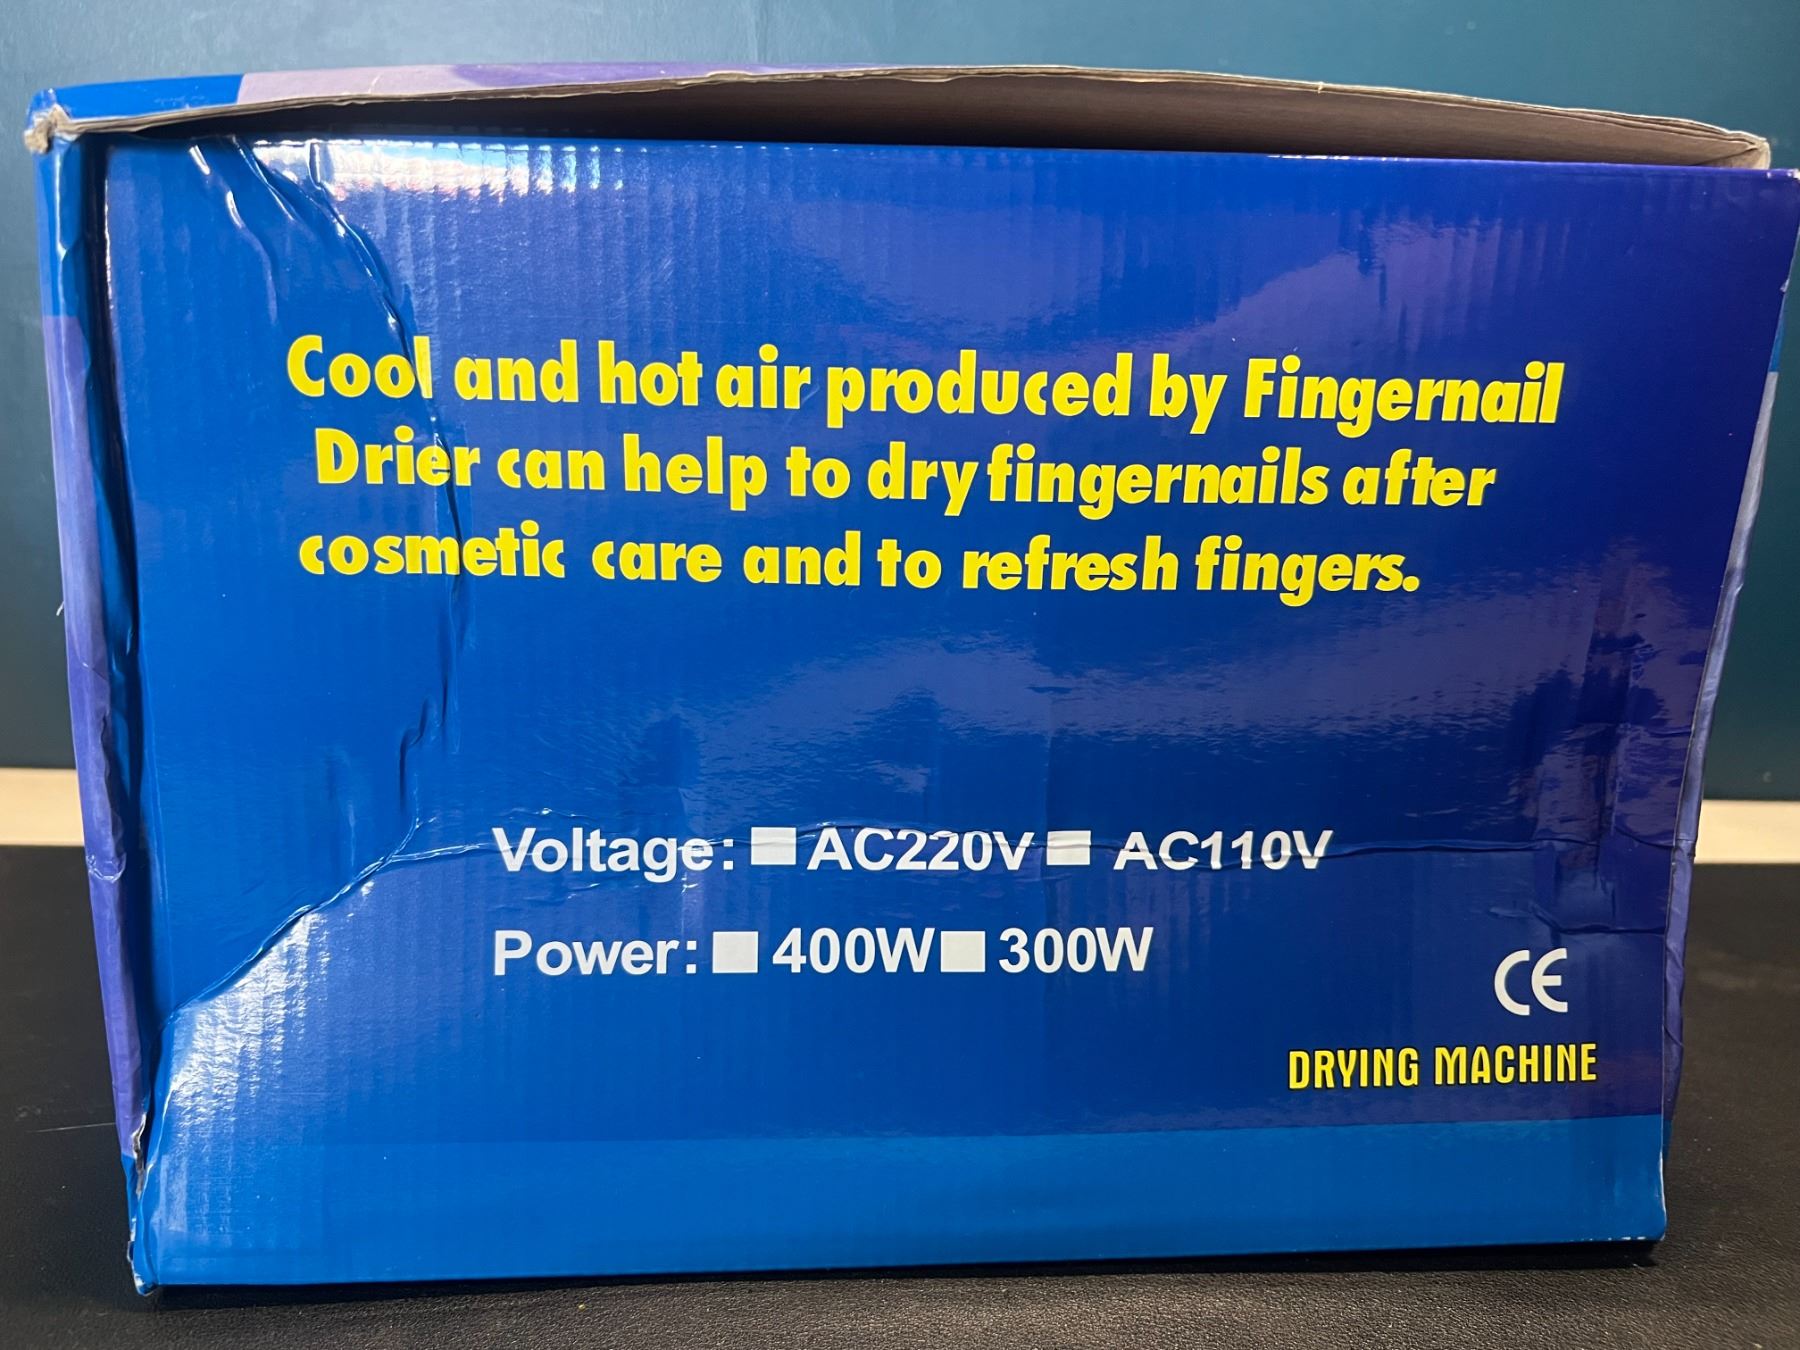 Cool and hot air produced by Fingernail
Drier can help to dry fingernails after
cosmetic care and to refresh fingers.
Voltage: AC220V AC110V
Power: 400W 300W
CE
DRYING MACHINE